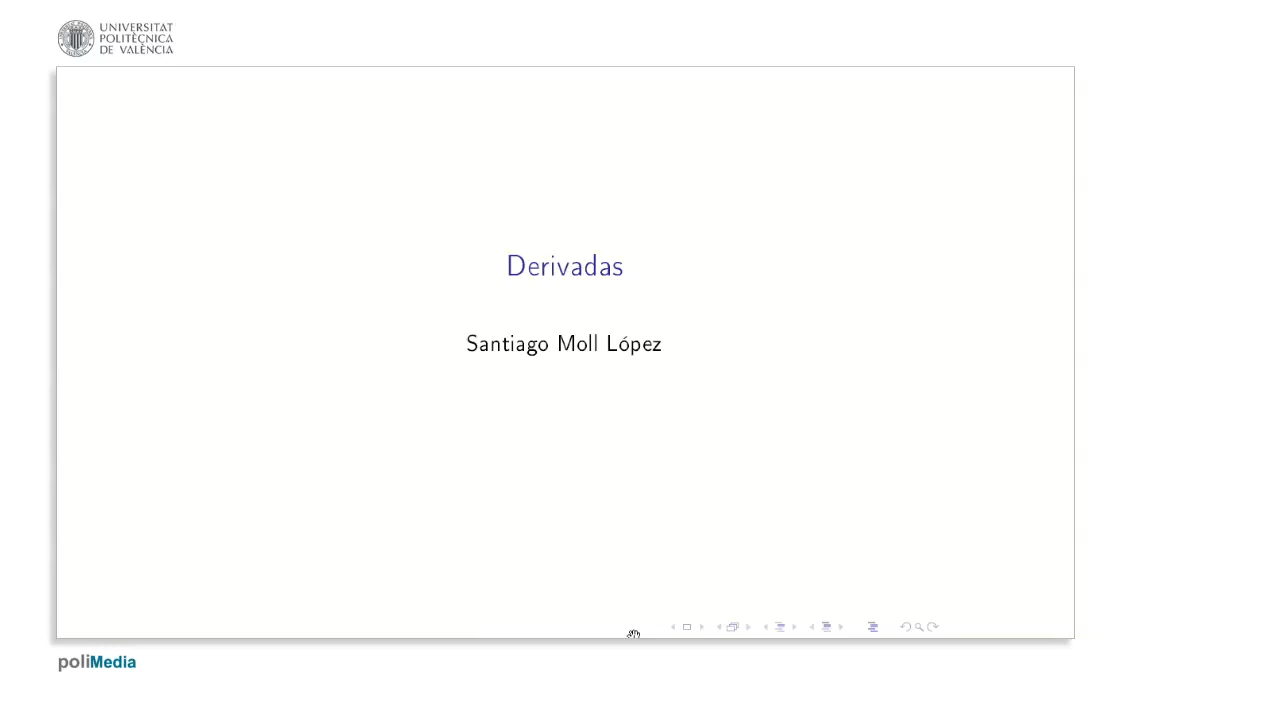 UNIVERSITAT
POLITÈCNICA
DE VALÈNCIA
Derivadas
Santiago Moll López
poliMedia